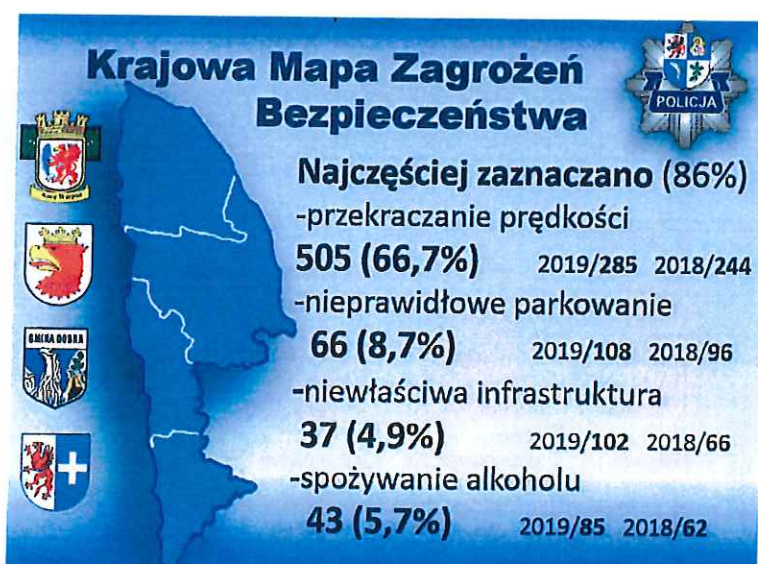 Krajowa Mapa Zagrożeń
Bezpieczeństwa
POLICJA
Najczęściej zaznaczano (86%)
-przekraczanie prędkości
505 (66,7%) 2019/285 2018/244
-nieprawidłowe parkowanie
66 (8,7%) 2019/108 2018/96
GMINA DOBRA
-niewłaściwa infrastruktura
37 (4,9%) 2019/102 2018/66
-spożywanie alkoholu
43 (5,7%) 2019/85 2018/62